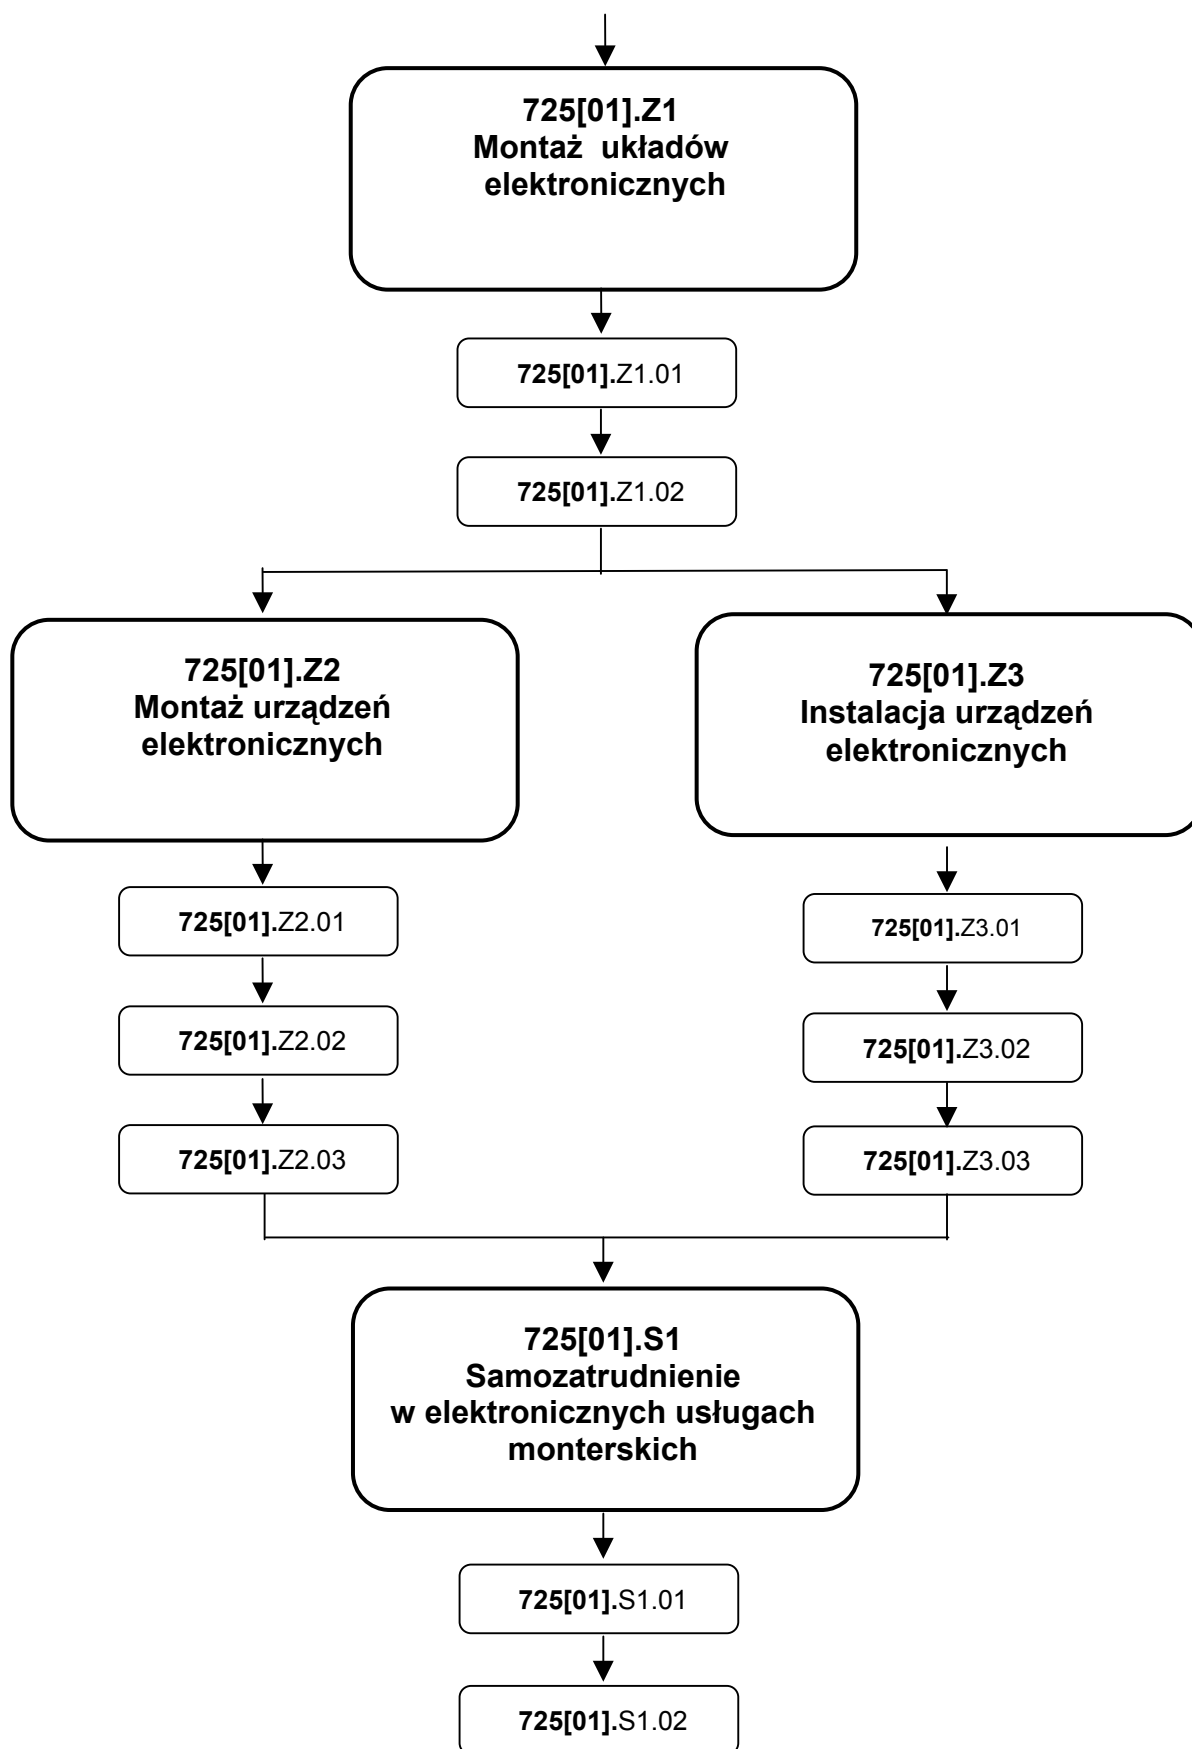 725[01].Z1
Montaż układów
elektronicznych
725[01].Z1.01
725[01].Z1.02
725[01].Z2
Montaż urządzeń
elektronicznych
725[01].Z2.01
725[01].Z2.02
725[01].Z2.03
725[01].Z3
Instalacja urządzeń
elektronicznych
725[01].Z3.01
725[01].Z3.02
725[01].Z3.03
725[01].S1
Samozatrudnienie
w elektronicznych usługach
monterskich
725[01].S1.01
725[01].S1.02